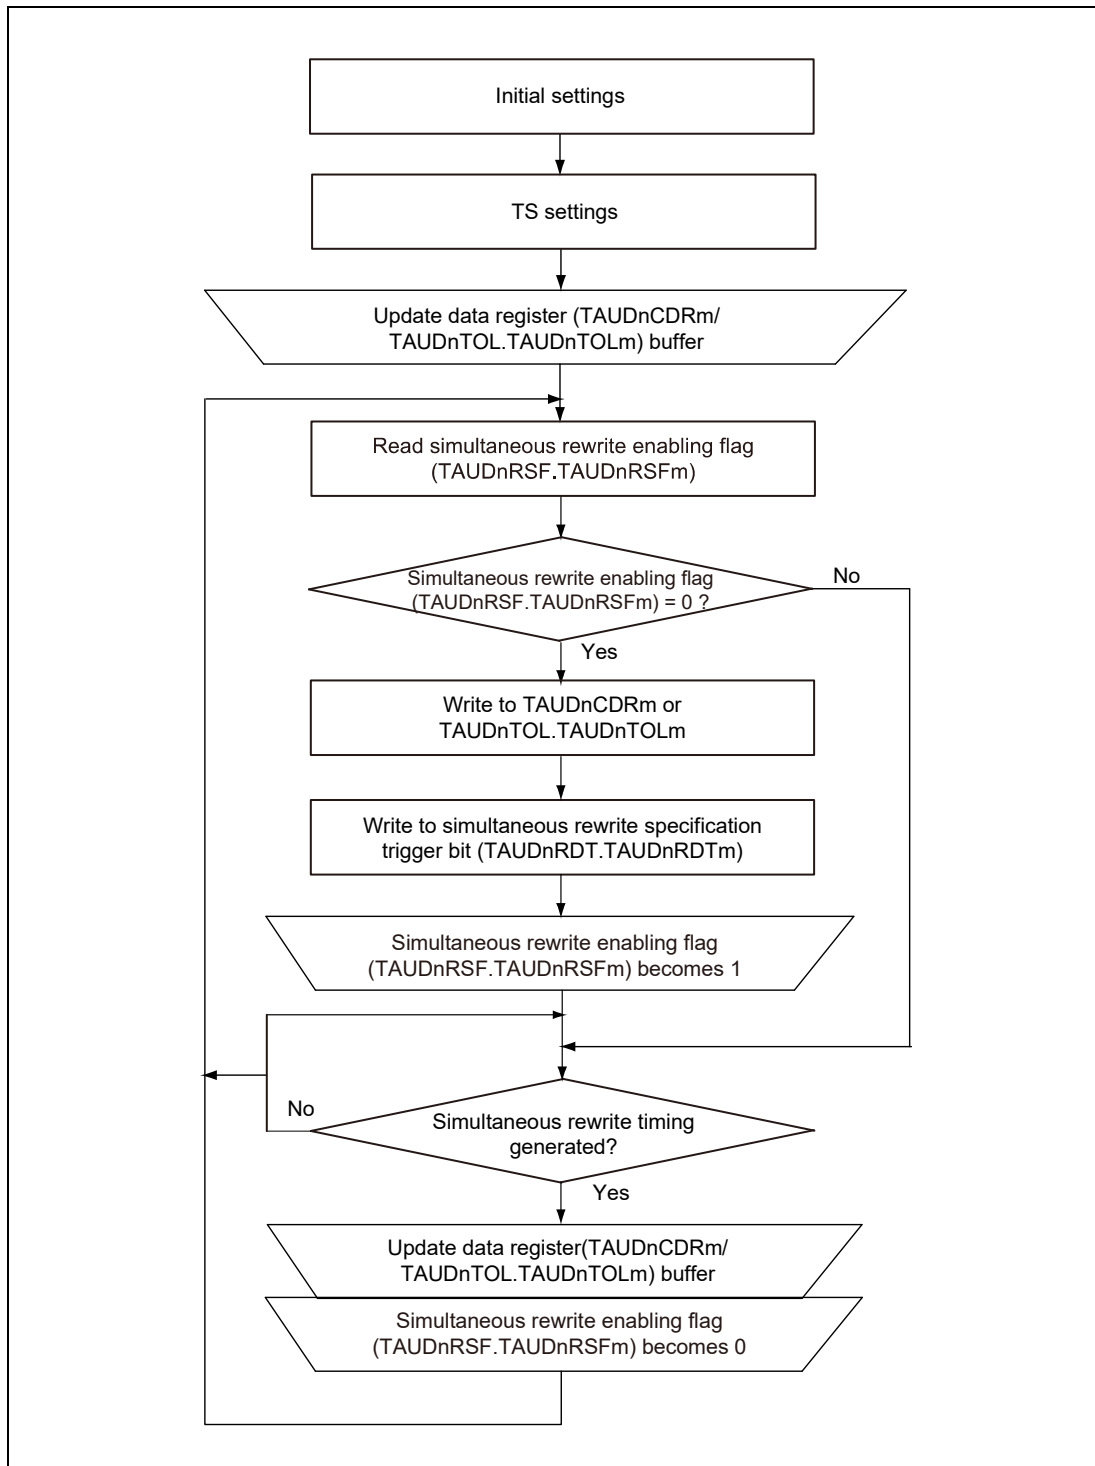 Initial settings
TS settings
Update data register (TAUDnCDRm/
TAUDnTOL.TAUDnTOLm) buffer
Read simultaneous rewrite enabling flag
(TAUDnRSF.TAUDnRSFm)
Simultaneous rewrite enabling flag
(TAUDnRSF.TAUDnRSFm) = 0 ?
No
Yes
Write to TAUDnCDRm or
TAUDnTOL.TAUDnTOLm
Write to simultaneous rewrite specification
trigger bit (TAUDnRDT.TAUDnRDTm)
Simultaneous rewrite enabling flag
(TAUDnRSF.TAUDnRSFm) becomes 1
No
Simultaneous rewrite timing
generated?
Yes
Update data register(TAUDnCDRm/
TAUDnTOL.TAUDnTOLm) buffer
Simultaneous rewrite enabling flag
(TAUDnRSF.TAUDnRSFm) becomes 0